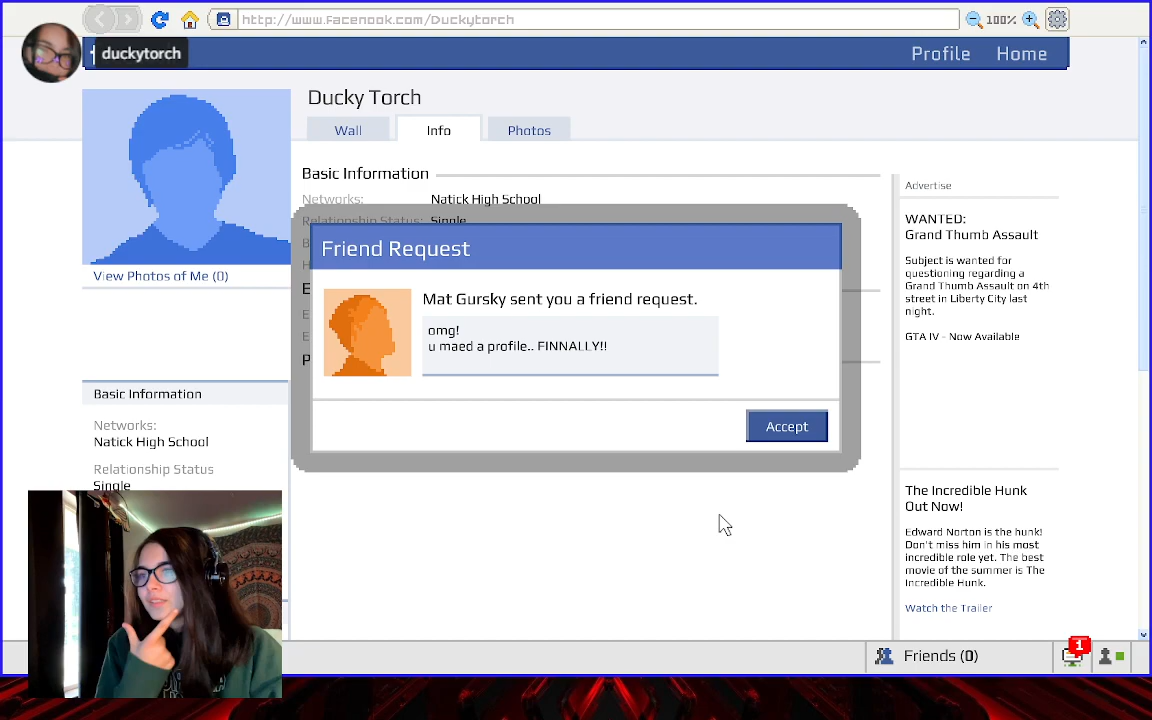 http://www.Facenook.com/Duckytorch
100%
duckytorch
Profile
Home
Ducky Torch
Wall
Info
Photos
Basic Information
Networks:
Natick High School
Relationship Status:
Single
View Photos of Me (0)
Friend Request
Mat Gursky sent you a friend request.
omg!
u maed a profile.. FINNALLY!!
Accept
Basic Information
Networks:
Natick High School
Relationship Status
Single
Advertise
WANTED:
Grand Thumb Assault
Subject is wanted for
questioning regarding a
Grand Thumb Assault on 4th
street in Liberty City last
night.
GTA IV - Now Available
The Incredible Hunk
Out Now!
Edward Norton is the hunk!
Don't miss him in his most
incredible role yet. The best
movie of the summer is The
Incredible Hunk.
Watch the Trailer
Friends (0)
1